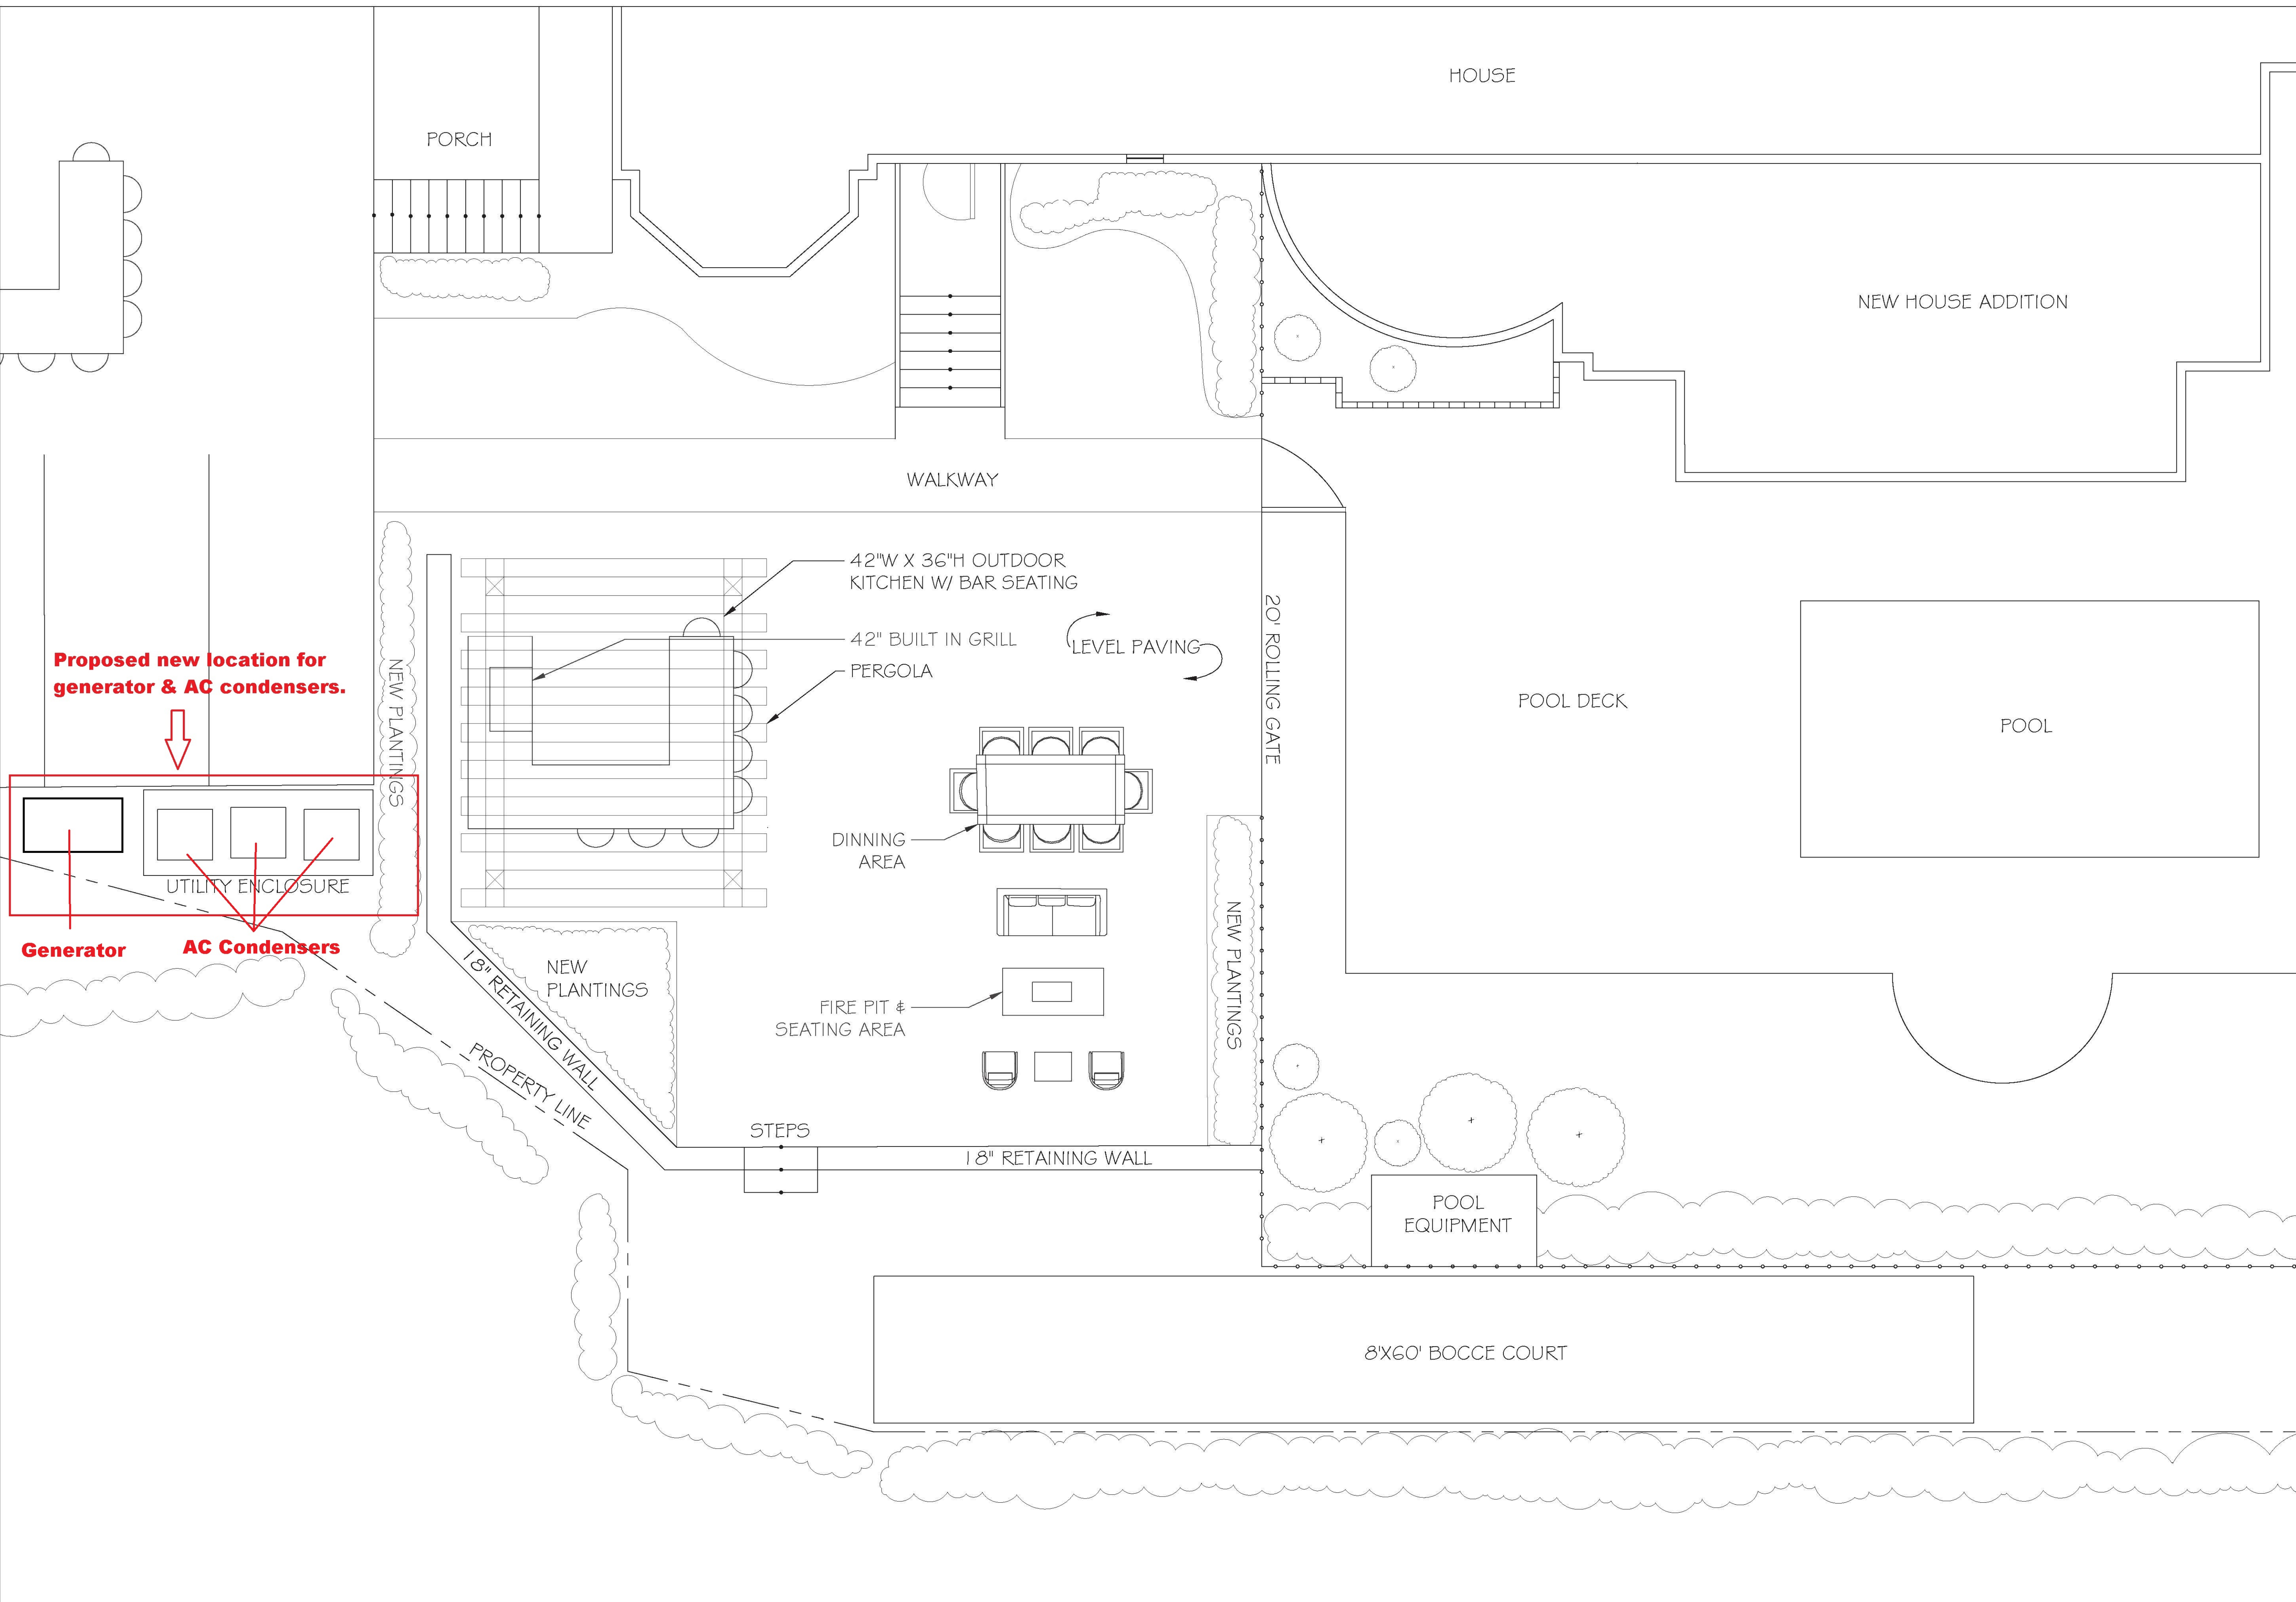 HOUSE
PORCH
NEW HOUSE ADDITION
WALKWAY
42"W X 36"H OUTDOOR
KITCHEN W/ BAR SEATING
42" BUILT IN GRILL
PERGOLA
LEVEL PAVING
20' ROLLING GATE
Proposed new location for
generator & AC condensers.
NEW PLANTINGS
POOL DECK
POOL
DINNING
AREA
UTILITY ENCLOSURE
Generator
AC Condensers
NEW
PLANTINGS
18" RETAINING WALL
FIRE PIT &
SEATING AREA
NEW PLANTINGS
PROPERTY LINE
STEPS
18" RETAINING WALL
POOL
EQUIPMENT
8'X60' BOCCE COURT